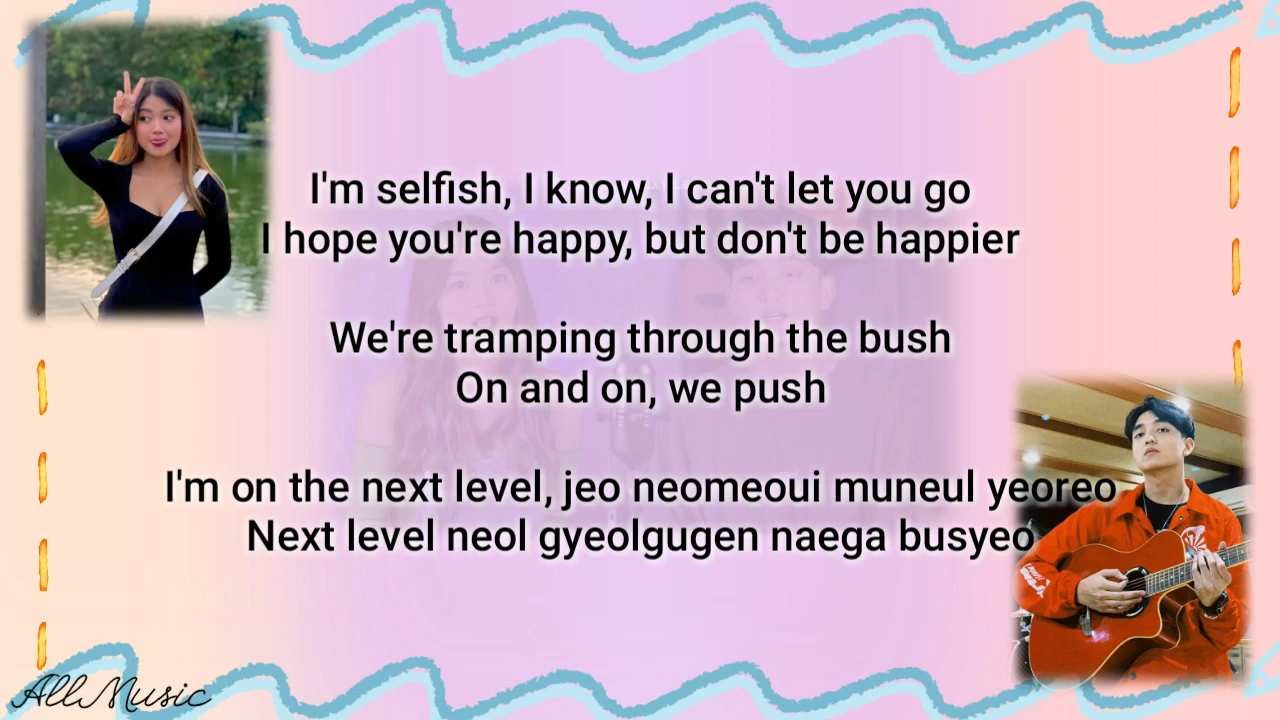 I'm selfish, I know, I can't let you go
I hope you're happy, but don't be happier
We're tramping through the bush
On and on, we push
I'm on the next level, jeo neomeoui muneul yeoreo
Next level neol gyeolgugen naega busyeo
All Music